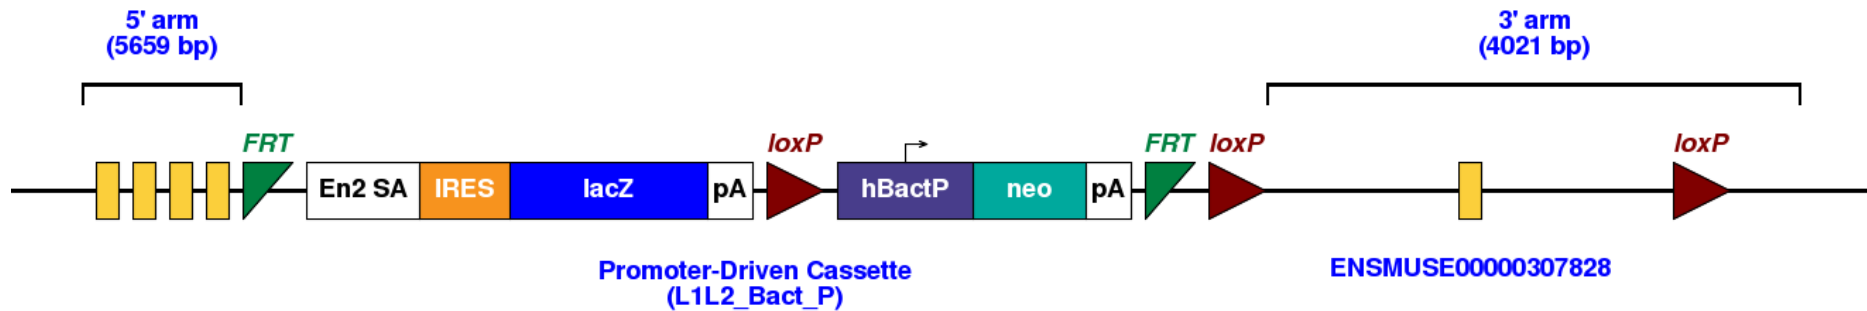 5' arm
(5659 bp)
3' arm
(4021 bp)
FRT
loxP
FRT
loxP
loxP
En2 SA
IRES
lacZ
pA
hBactP
neo
pA
Promoter-Driven Cassette
(L1L2_Bact_P)
ENSMUSE00000307828